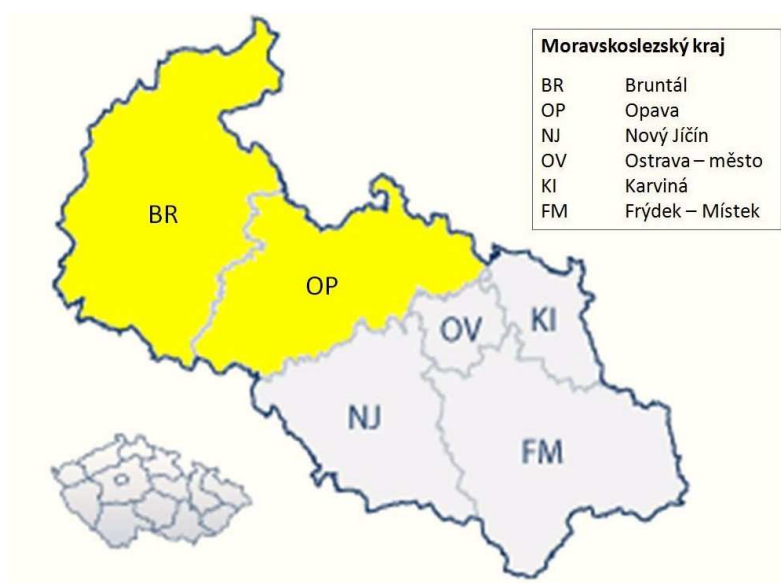 Moravskoslezský kraj
BR Bruntál
OP Opava
NJ Nový Jíčín
OV Ostrava – město
KI Karviná
FM Frýdek – Místek
BR
OP
OV
KI
NJ
FM